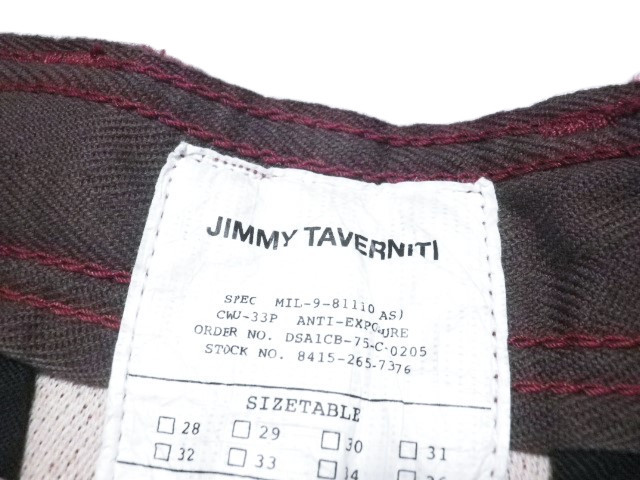 JIMMY TAVERNITI
SPEC MIL-9-81110 AS)
CWU-33P ANTI-EXPOSURE
ORDER NO. DSA1CB-75-C-0205
STOCK NO. 8415-265-7376
SIZETABLE
☐ 28 ☐ 29 ☐ 30 ☐ 31
☐ 32 ☐ 33 ☐ ☐